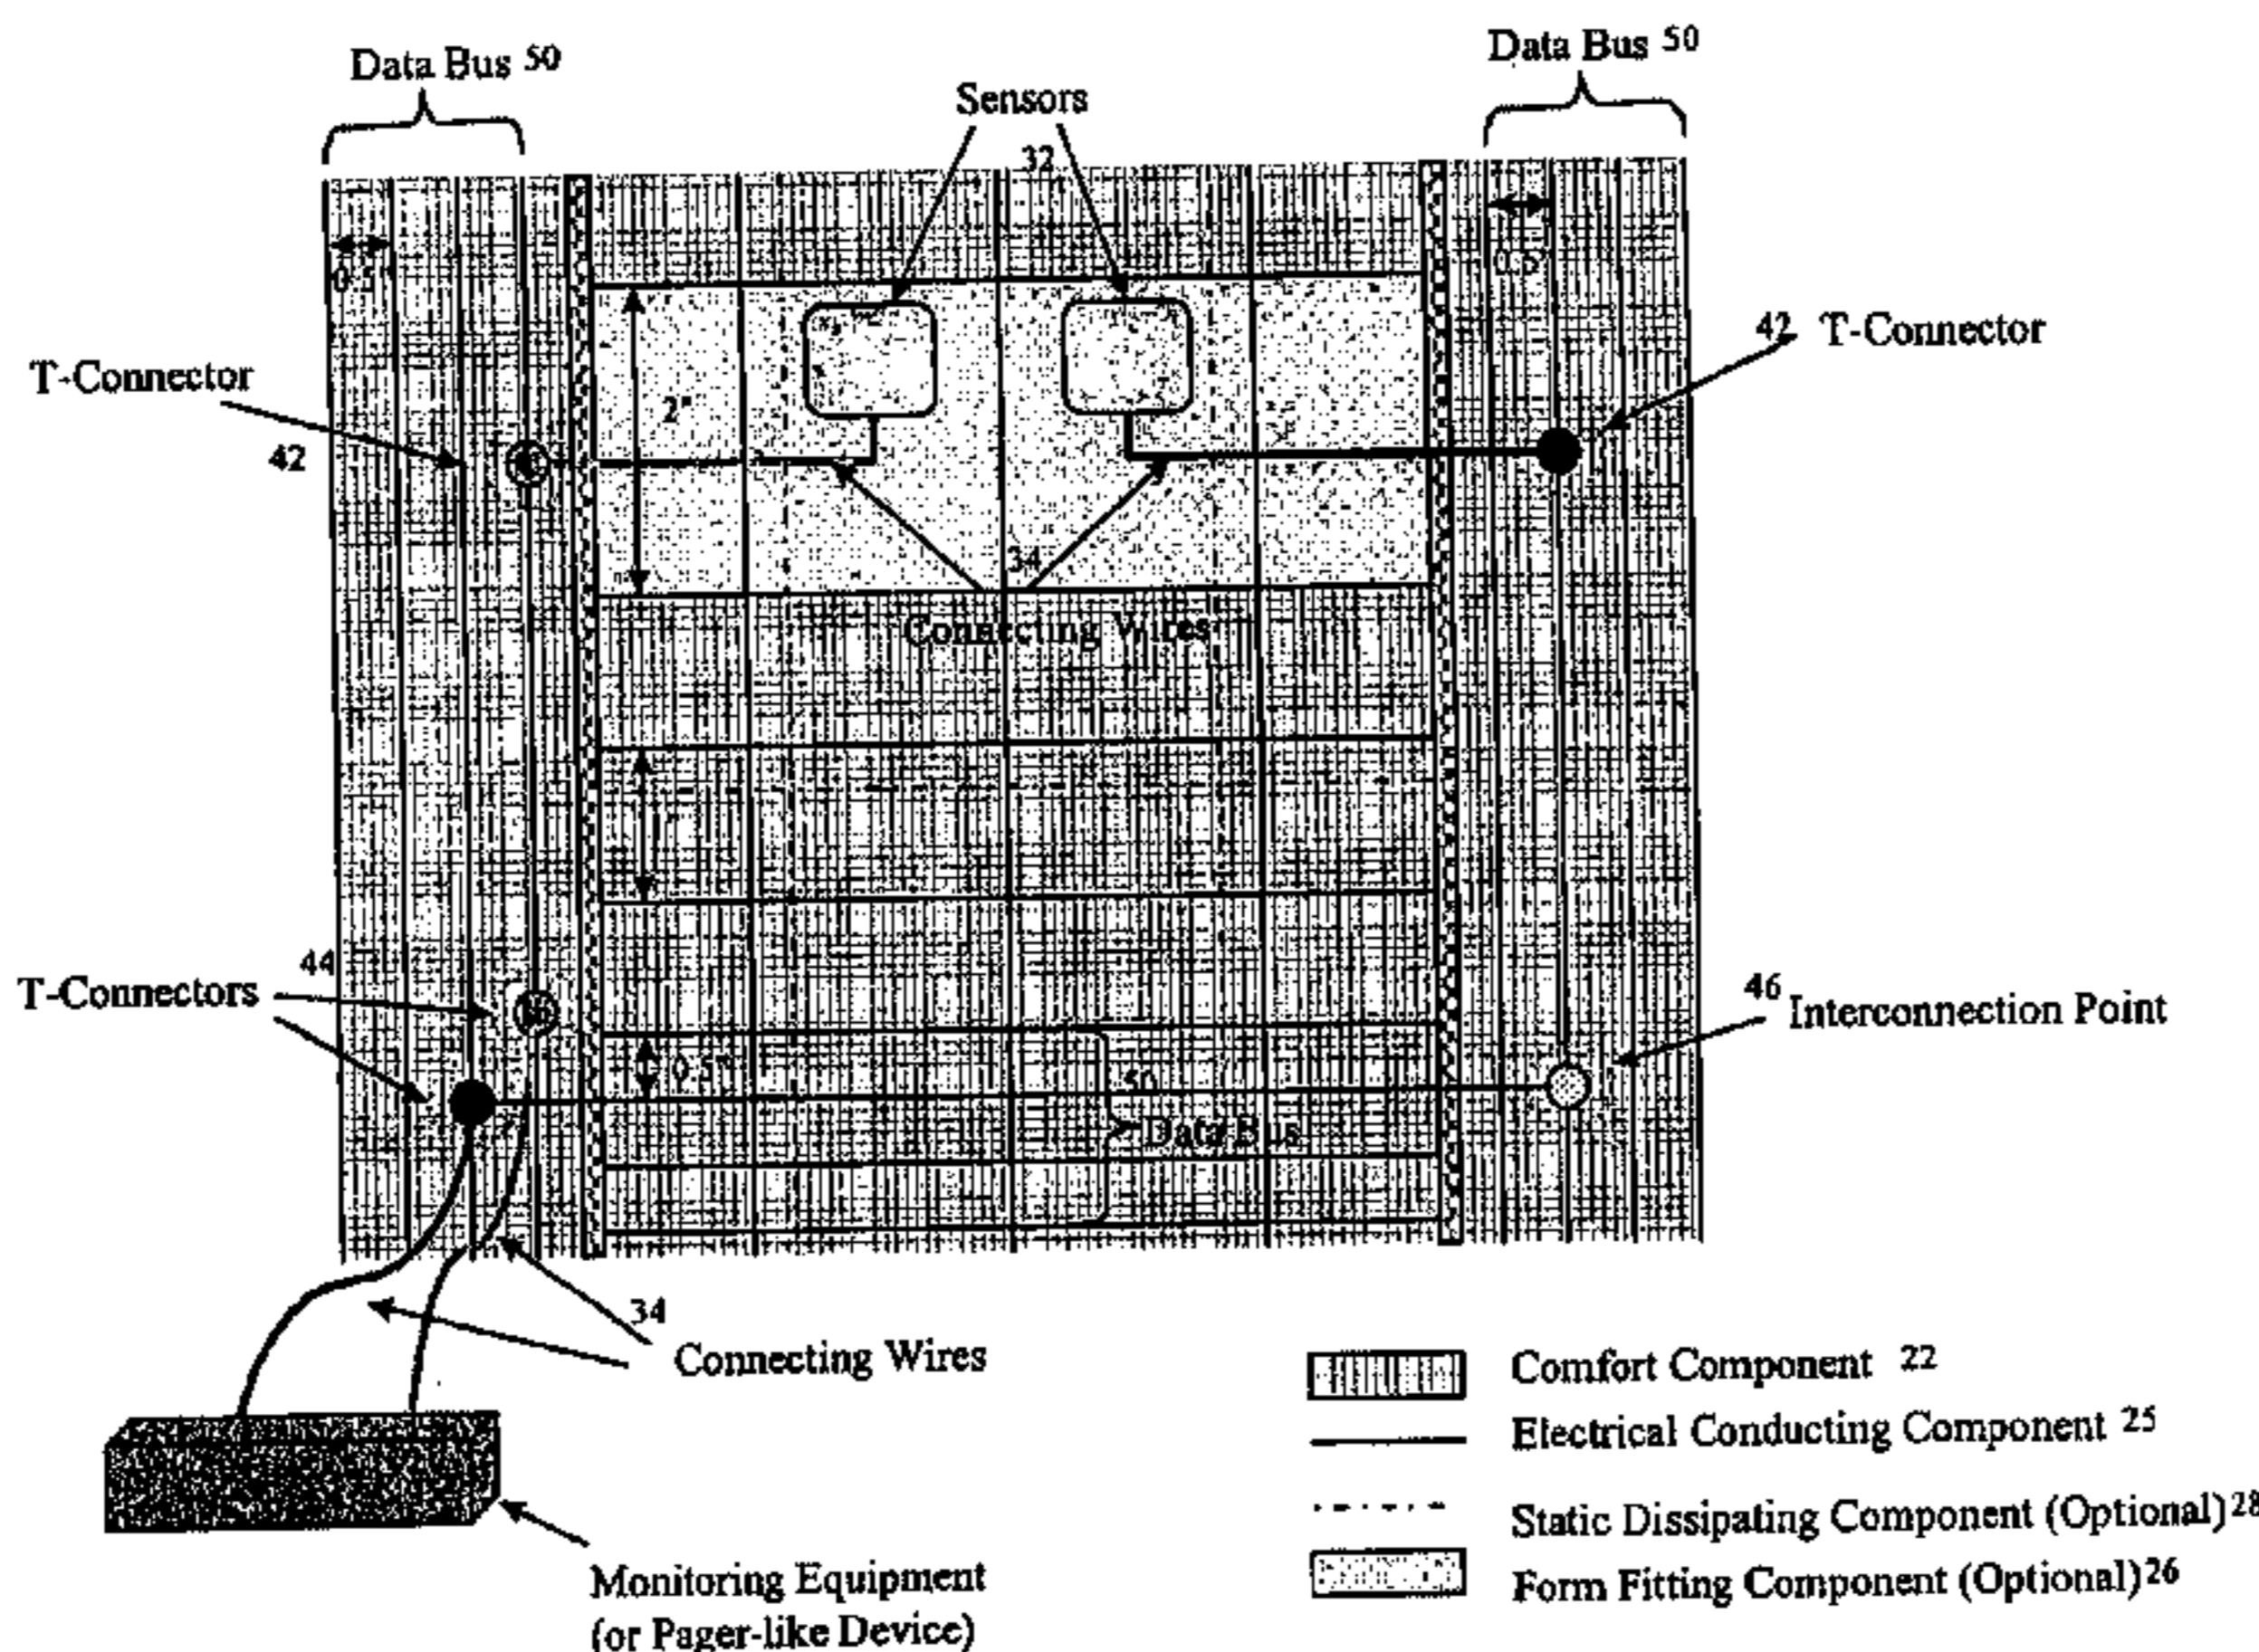 Data Bus 50
Data Bus 50
Sensors
32
0.5"
42 T-Connector
T-Connector
42
2"
34
Connecting Wires
44
T-Connectors
46 Interconnection Point
0.5"
50
Data Bus
34
Connecting Wires
Comfort Component 22
Electrical Conducting Component 25
Static Dissipating Component (Optional) 28
Form Fitting Component (Optional) 26
Monitoring Equipment
(or Pager-like Device)